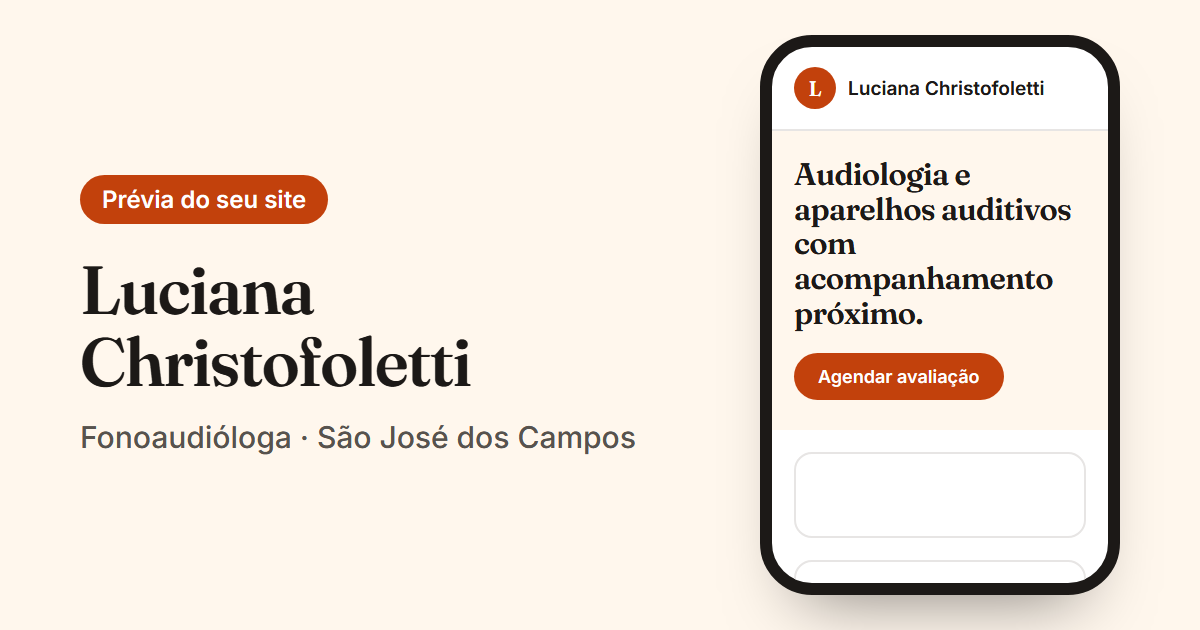 Prévia do seu site
Luciana
Christofoletti
Fonoaudióloga · São José dos Campos
L
Luciana Christofoletti
Audiologia e
aparelhos auditivos
com
acompanhamento
próximo.
Agendar avaliação